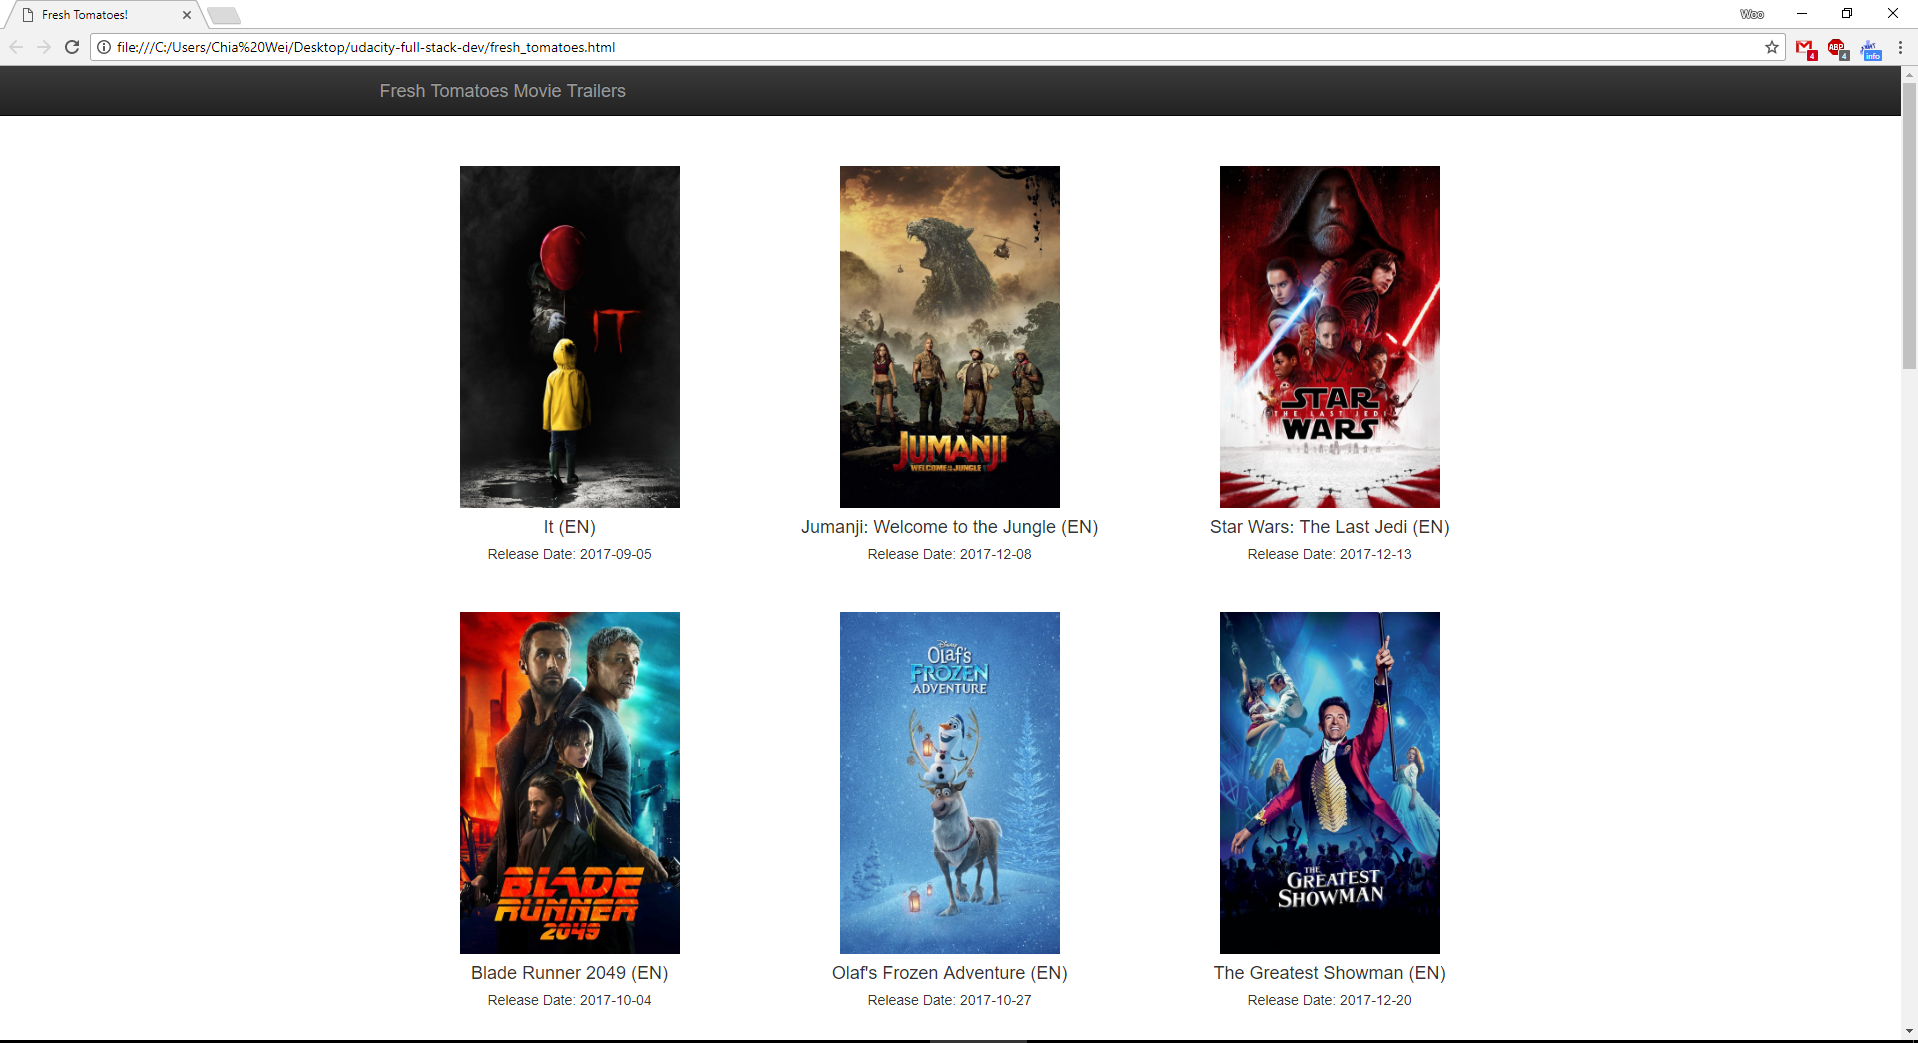 Fresh Tomatoes!
Woo
file:///C:/Users/Chia%20Wei/Desktop/udacity-full-stack-dev/fresh_tomatoes.html
4
ABP
4
info
Fresh Tomatoes Movie Trailers
IT
JUMANJI
WELCOME TO THE JUNGLE
STAR
THE LAST JEDI
WARS
It (EN)
Jumanji: Welcome to the Jungle (EN)
Star Wars: The Last Jedi (EN)
Release Date: 2017-09-05
Release Date: 2017-12-08
Release Date: 2017-12-13
BLADE
RUNNER
2049
Disney
Olaf's
FROZEN
ADVENTURE
THE
GREATEST
SHOWMAN
Blade Runner 2049 (EN)
Olaf's Frozen Adventure (EN)
The Greatest Showman (EN)
Release Date: 2017-10-04
Release Date: 2017-10-27
Release Date: 2017-12-20